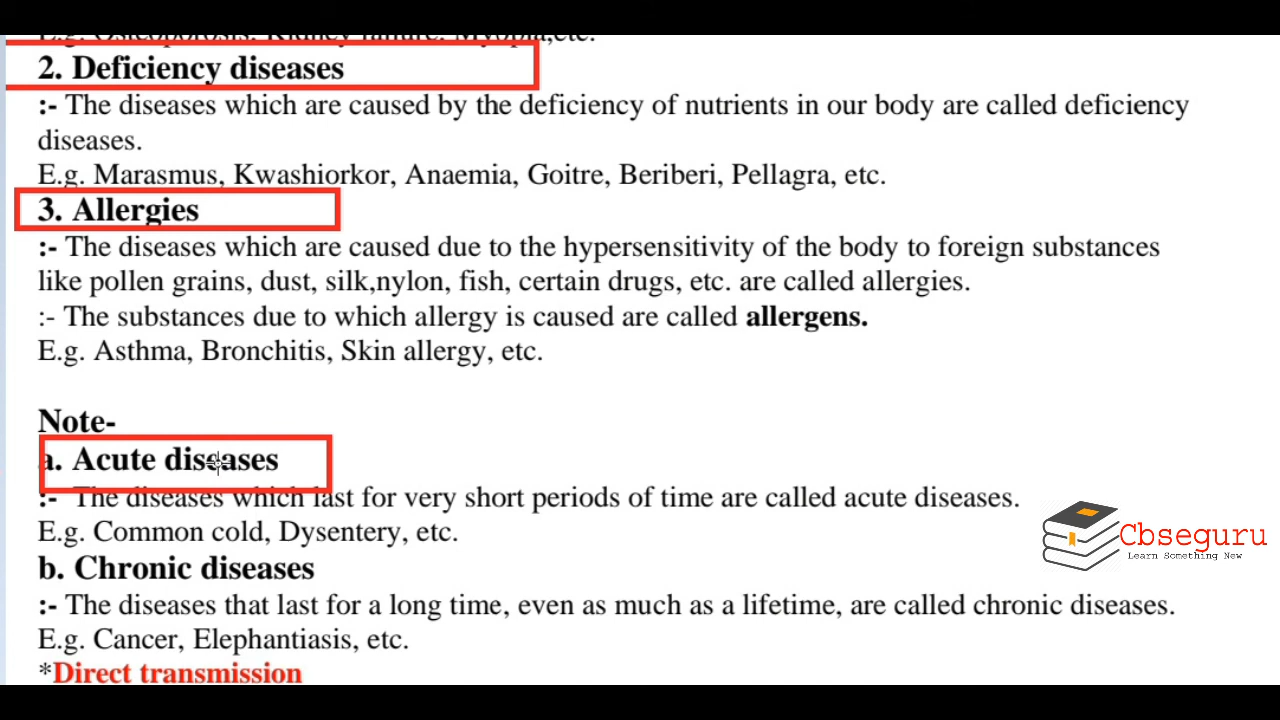 E.g. Osteoporosis, Kidney failure, Myopia,etc.
2. Deficiency diseases
:- The diseases which are caused by the deficiency of nutrients in our body are called deficiency
diseases.
E.g. Marasmus, Kwashiorkor, Anaemia, Goitre, Beriberi, Pellagra, etc.
3. Allergies
:- The diseases which are caused due to the hypersensitivity of the body to foreign substances
like pollen grains, dust, silk,nylon, fish, certain drugs, etc. are called allergies.
:- The substances due to which allergy is caused are called allergens.
E.g. Asthma, Bronchitis, Skin allergy, etc.
Note-
a. Acute diseases
:- The diseases which last for very short periods of time are called acute diseases.
E.g. Common cold, Dysentery, etc.
b. Chronic diseases
:- The diseases that last for a long time, even as much as a lifetime, are called chronic diseases.
E.g. Cancer, Elephantiasis, etc.
*Direct transmission
Cbseguru
Learn Something New